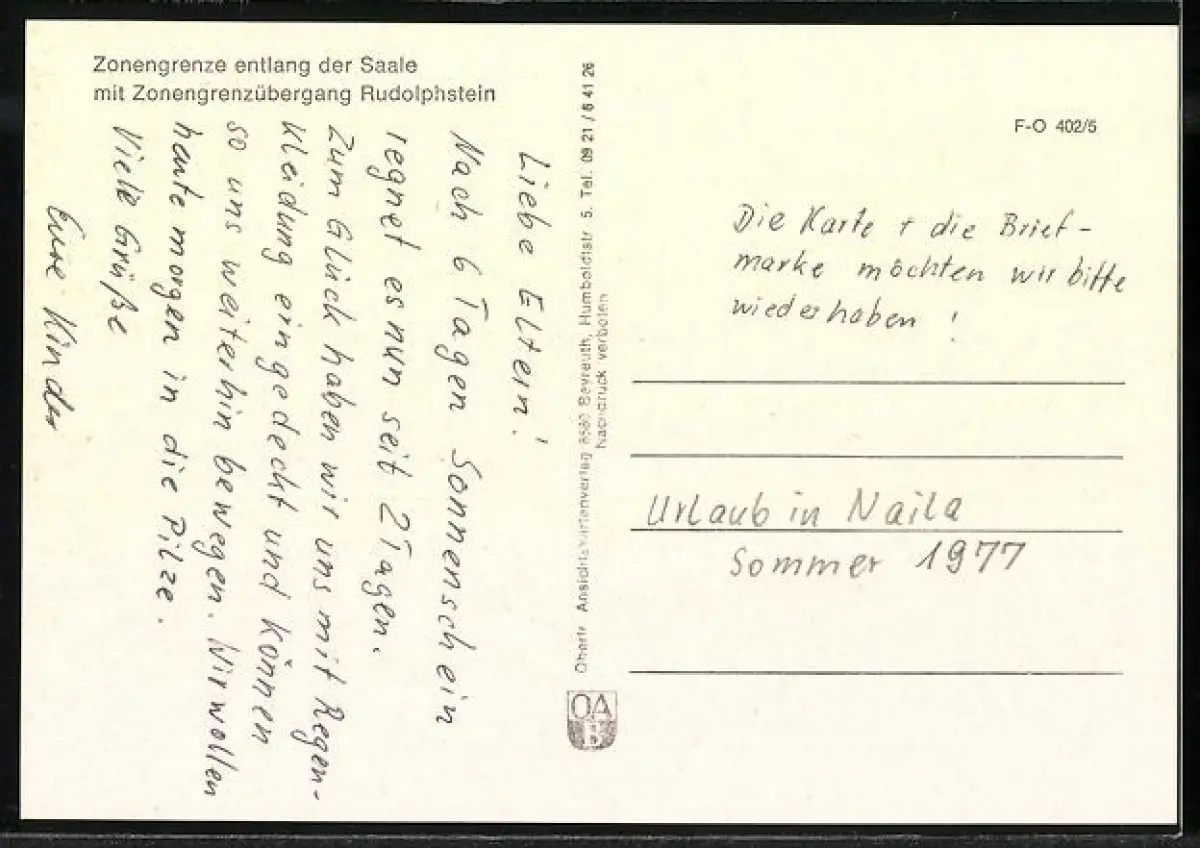 Zonengrenze entlang der Saale
mit Zonengrenzübergang Rudolphstein
Liebe Eltern!
Nach 6 Tagen Sonnenschein
regnet es nun seit 2 Tagen.
Zum Glück haben wir uns mit Regen-
kleidung eingedeckt und können
so uns weiterhin bewegen. Wir wollen
heute morgen in die Pilze.
Viele Grüße
Eure Kinder
Oberfr. Ansichtskartenverlag 8580 Bayreuth, Humboldtstr 5. Tel. 09 21 / 6 41 26
Nachdruck verboten
OA
B
F-O 402/5
Die Karte + die Brief-
marke möchten wir bitte
wiederhaben!
Urlaub in Naila
Sommer 1977